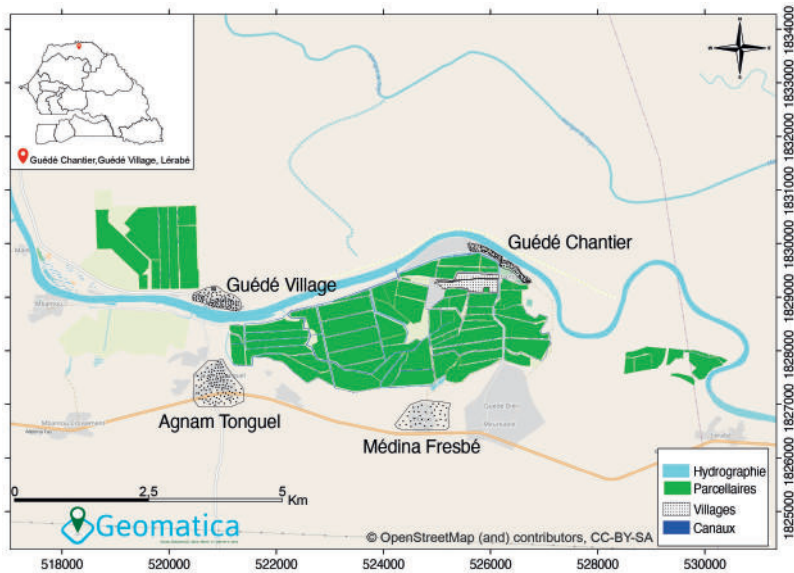 Guédé Chantier,Guédé Village, Lérabé
Guédé Chantier
Guédé Village
Agnam Tonguel
Médina Fresbé
Lérabé
0 2,5 5
Km
Geomatica
© OpenStreetMap (and) contributors, CC-BY-SA
Hydrographie
Parcellaires
Villages
Canaux
518000 520000 522000 524000 526000 528000 530000
1834000
1833000
1832000
1831000
1830000
1829000
1828000
1827000
1826000
1825000